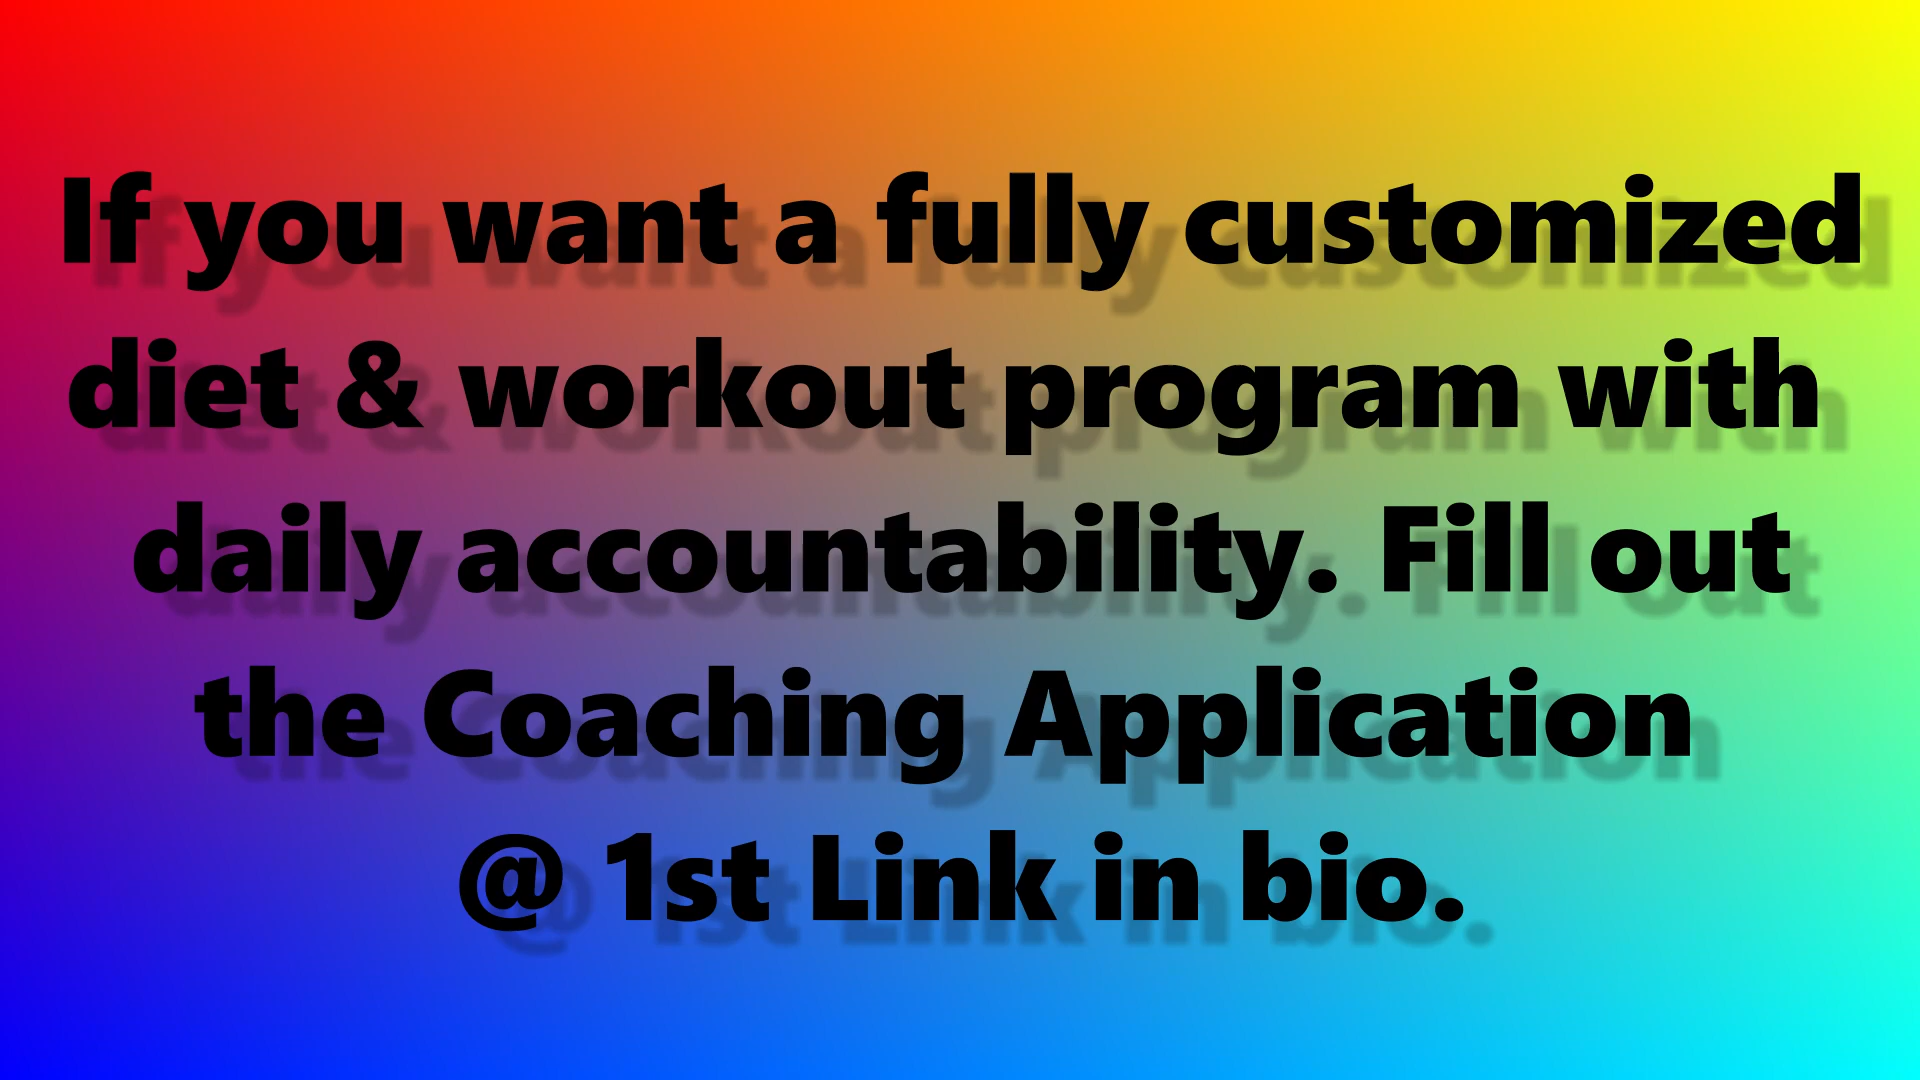 If you want a fully customized
diet & workout program with
daily accountability. Fill out
the Coaching Application
@ 1st Link in bio.